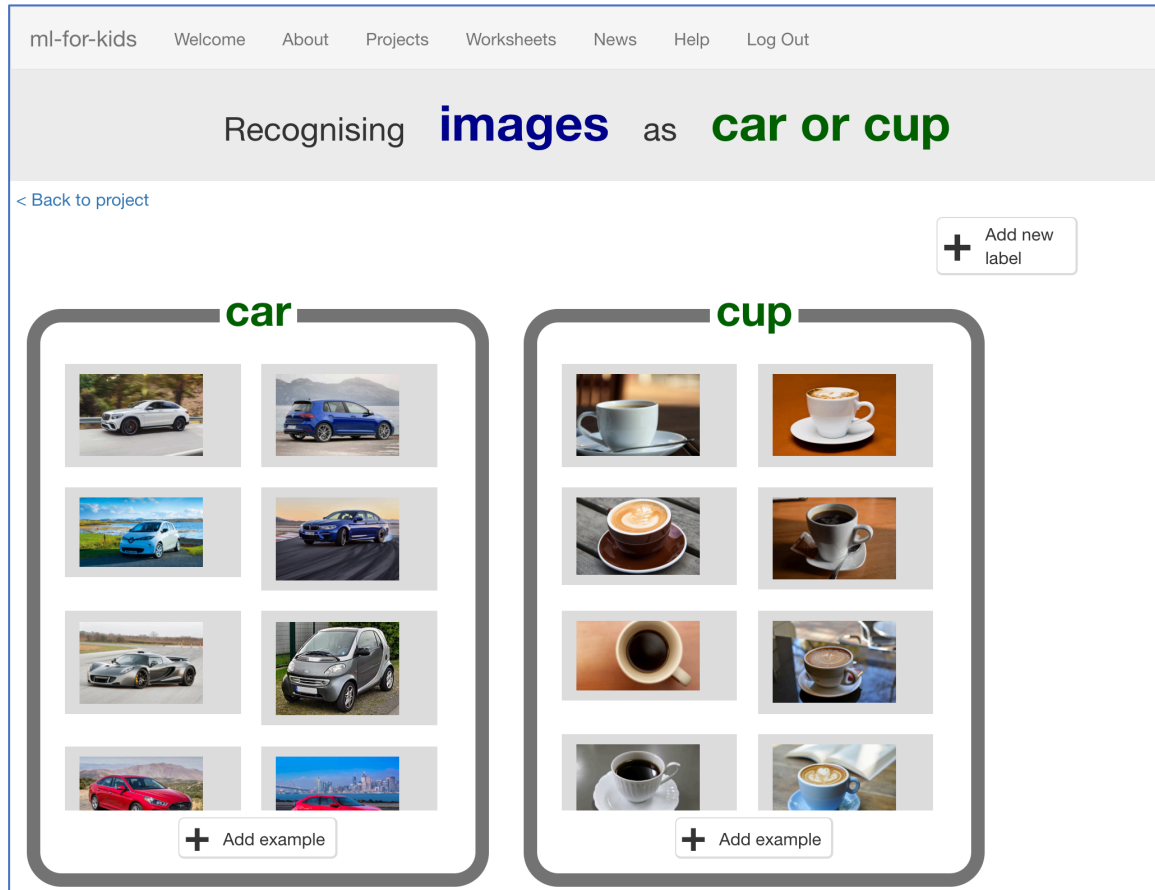 ml-for-kids Welcome About Projects Worksheets News Help Log Out
Recognising images as car or cup
< Back to project
Add new
label
car
cup
Add example
Add example